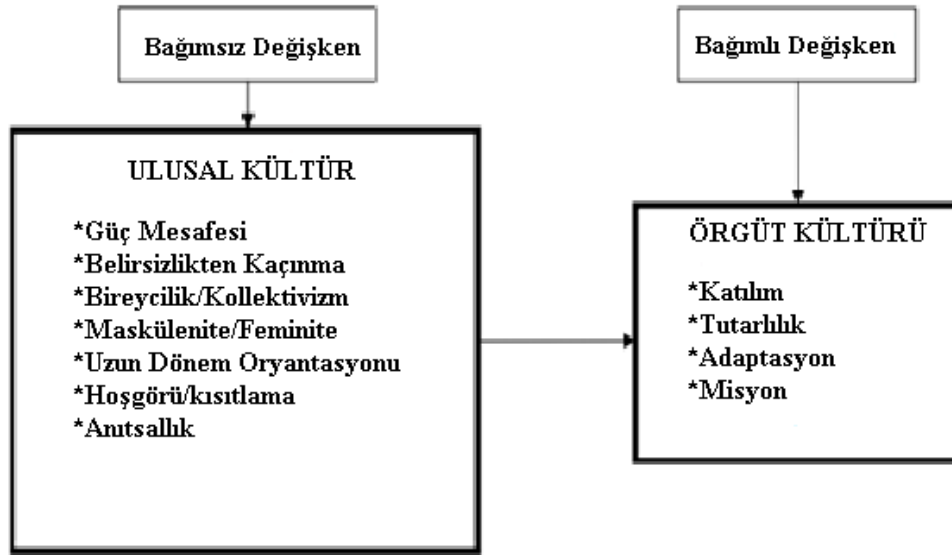 Bağımsız Değişken
ULUSAL KÜLTÜR
*Güç Mesafesi
*Belirsizlikten Kaçınma
*Bireycilik/Kollektivizm
*Maskülenite/Feminite
*Uzun Dönem Oryantasyonu
*Hoşgörü/kısıtlama
*Anıtsallık
Bağımlı Değişken
ÖRGÜT KÜLTÜRÜ
*Katılım
*Tutarlılık
*Adaptasyon
*Misyon